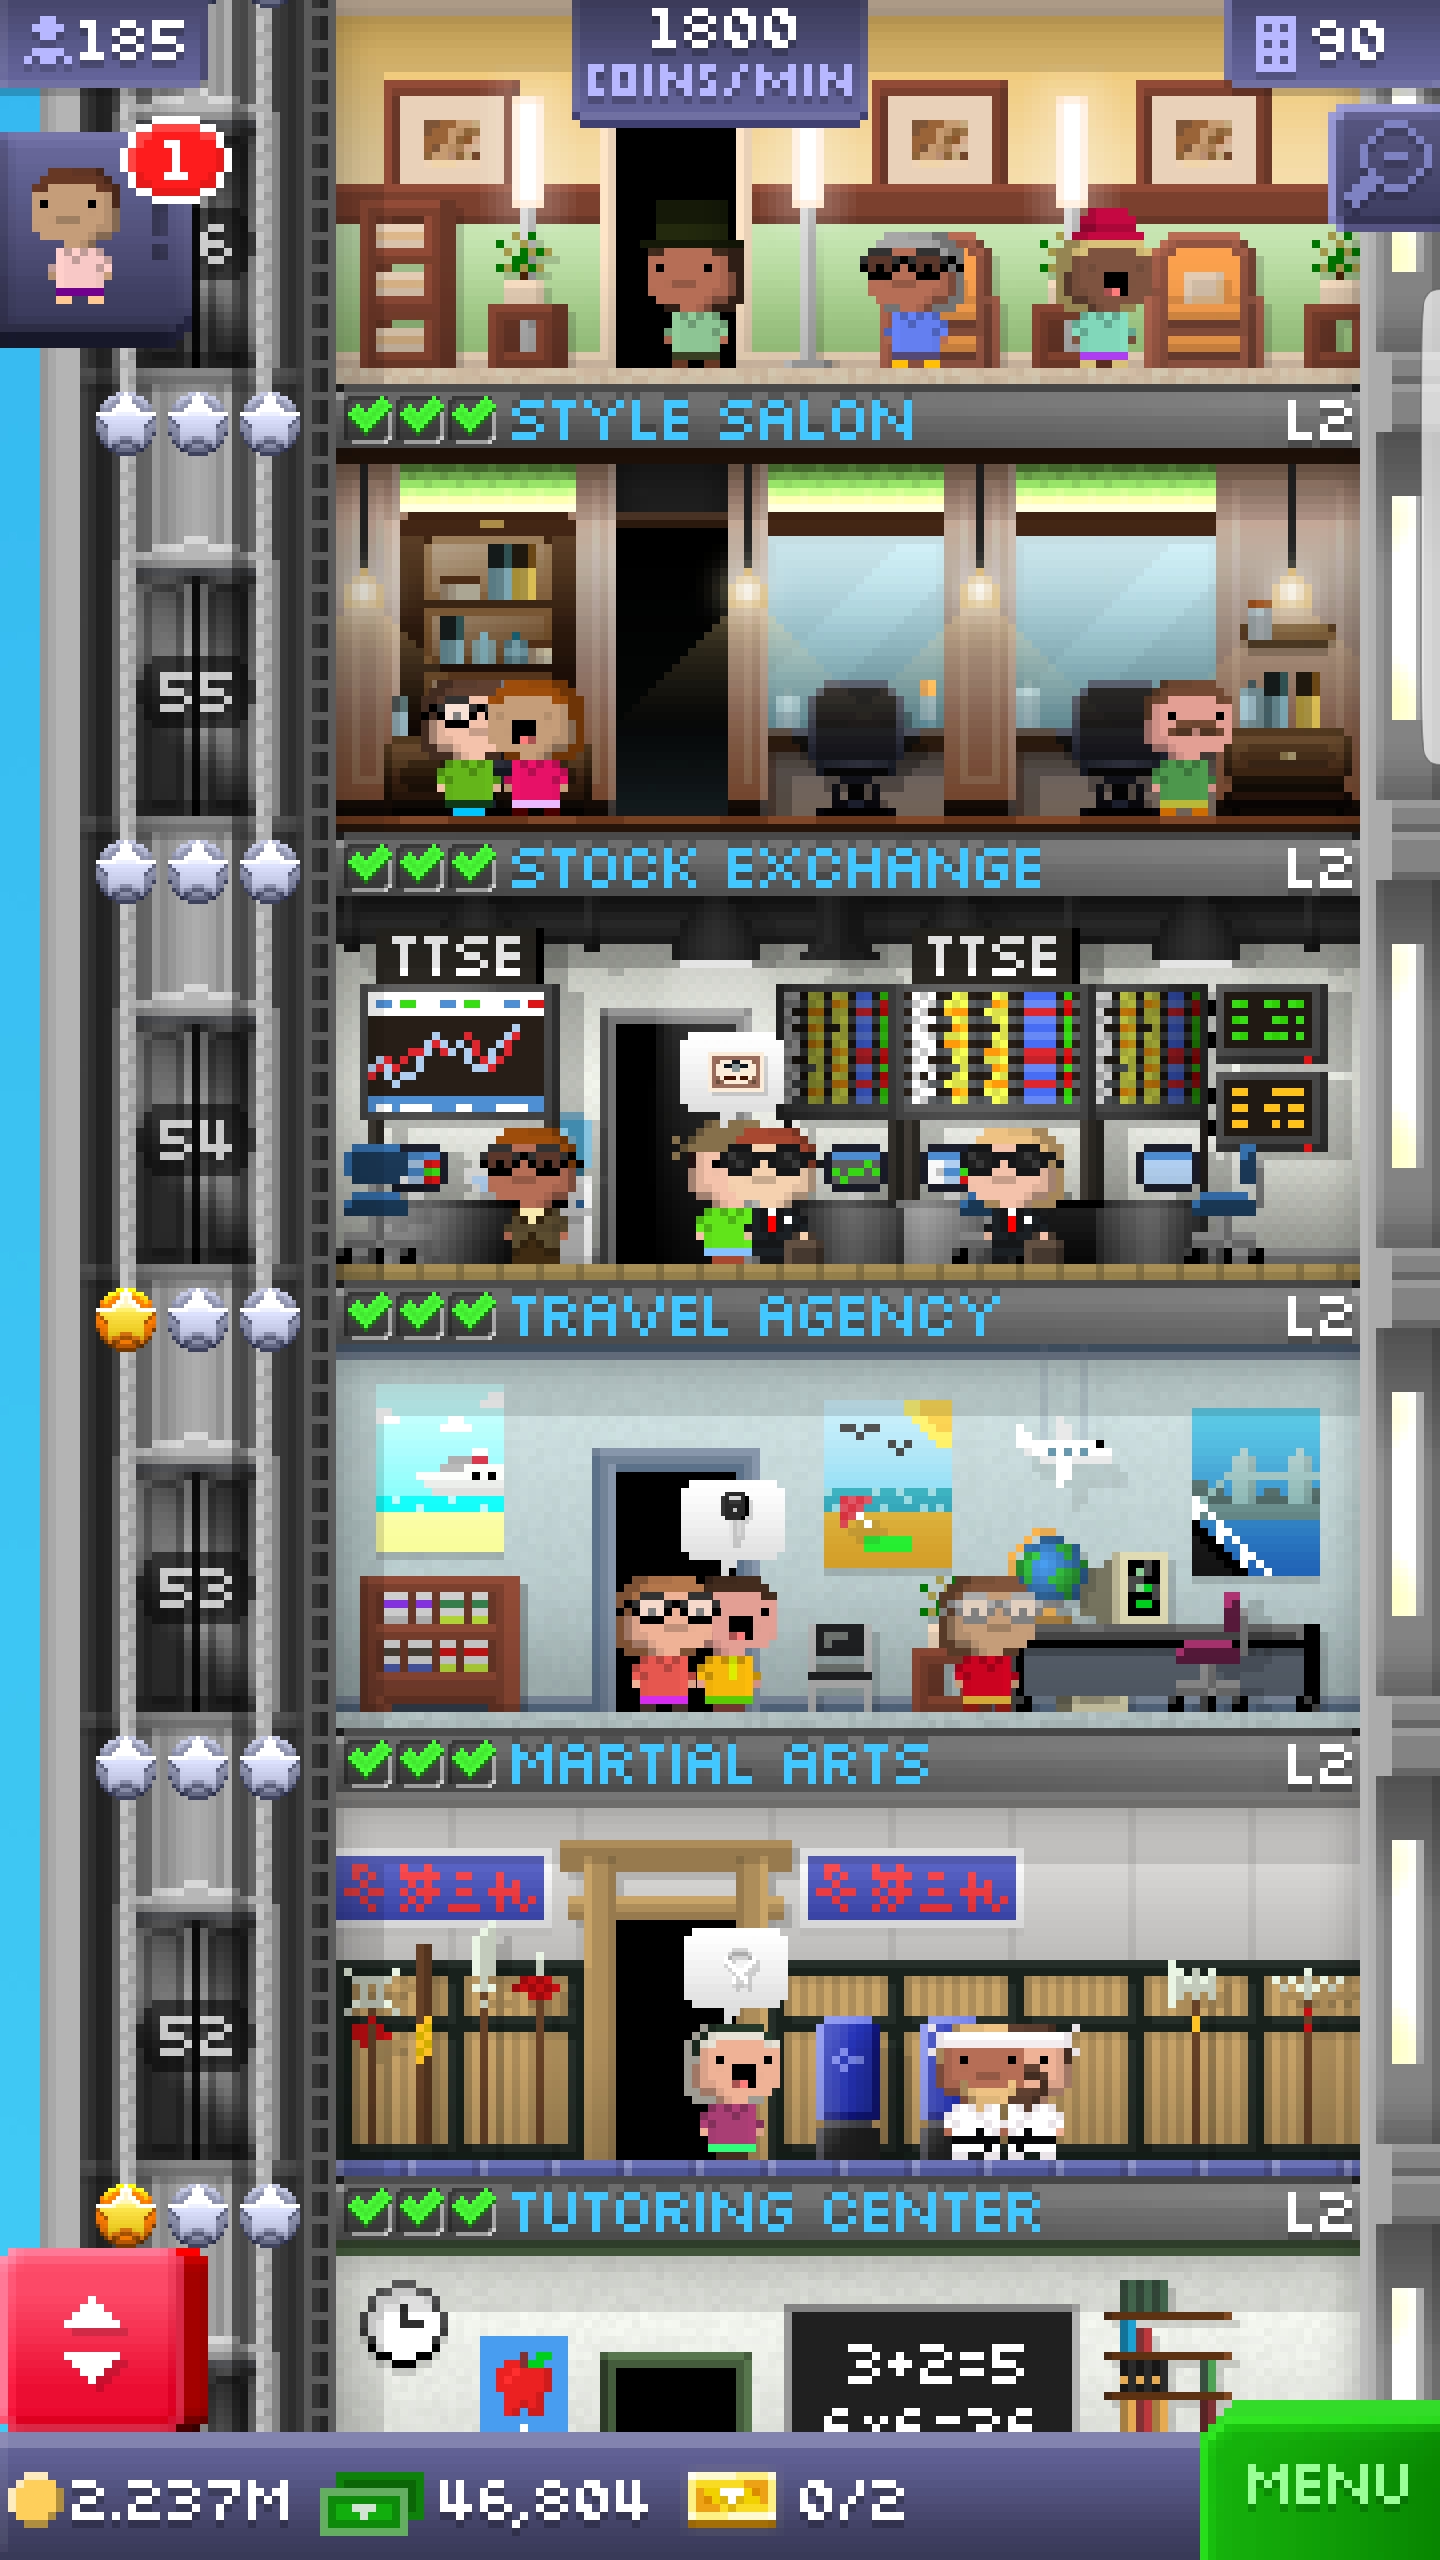 185
1800
COINS/MIN
90
1
6
STYLE SALON L2
55
STOCK EXCHANGE L2
TTSE TTSE
54
TRAVEL AGENCY L2
53
MARTIAL ARTS L2
52
TUTORING CENTER L2
3+2=5
6x6=36
2.237M 46,804 0/2
MENU